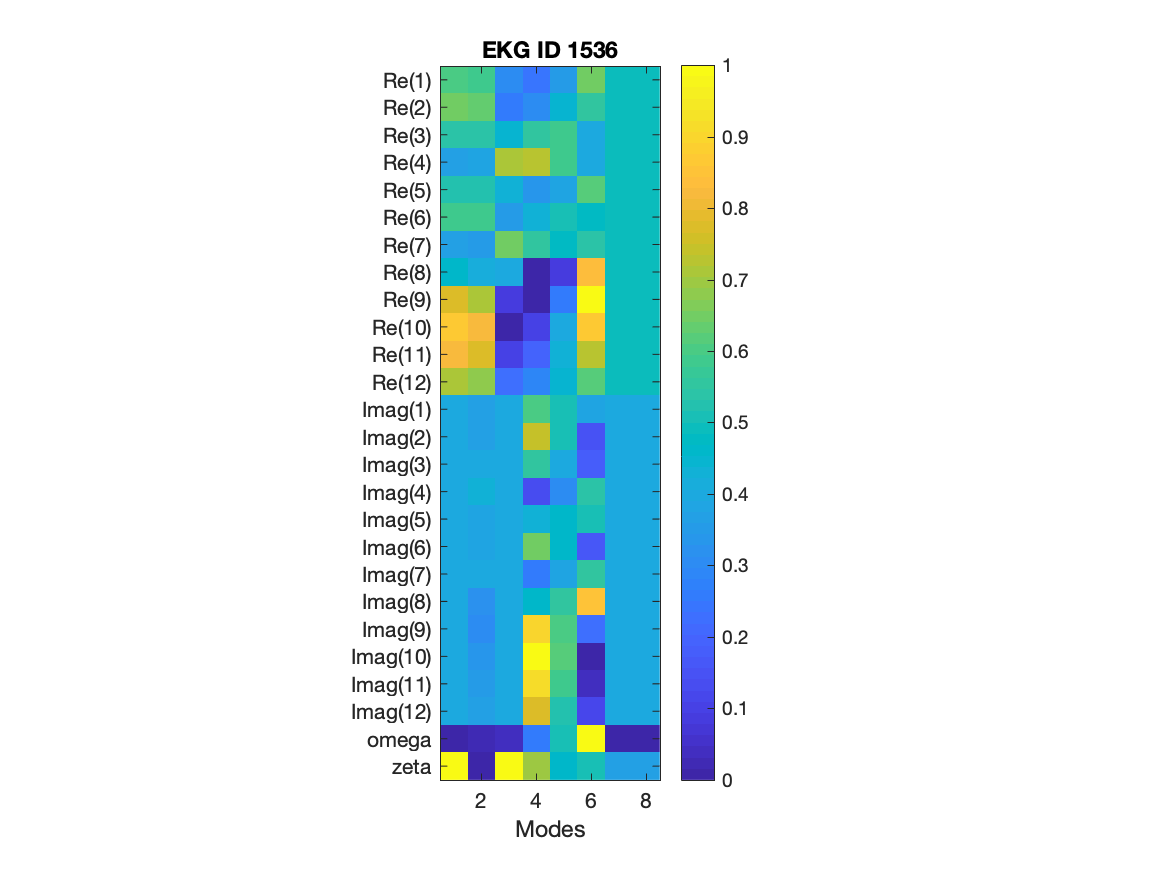 EKG ID 1536
Re(1)
Re(2)
Re(3)
Re(4)
Re(5)
Re(6)
Re(7)
Re(8)
Re(9)
Re(10)
Re(11)
Re(12)
Imag(1)
Imag(2)
Imag(3)
Imag(4)
Imag(5)
Imag(6)
Imag(7)
Imag(8)
Imag(9)
Imag(10)
Imag(11)
Imag(12)
omega
zeta
2 4 6 8
Modes
1
0.9
0.8
0.7
0.6
0.5
0.4
0.3
0.2
0.1
0